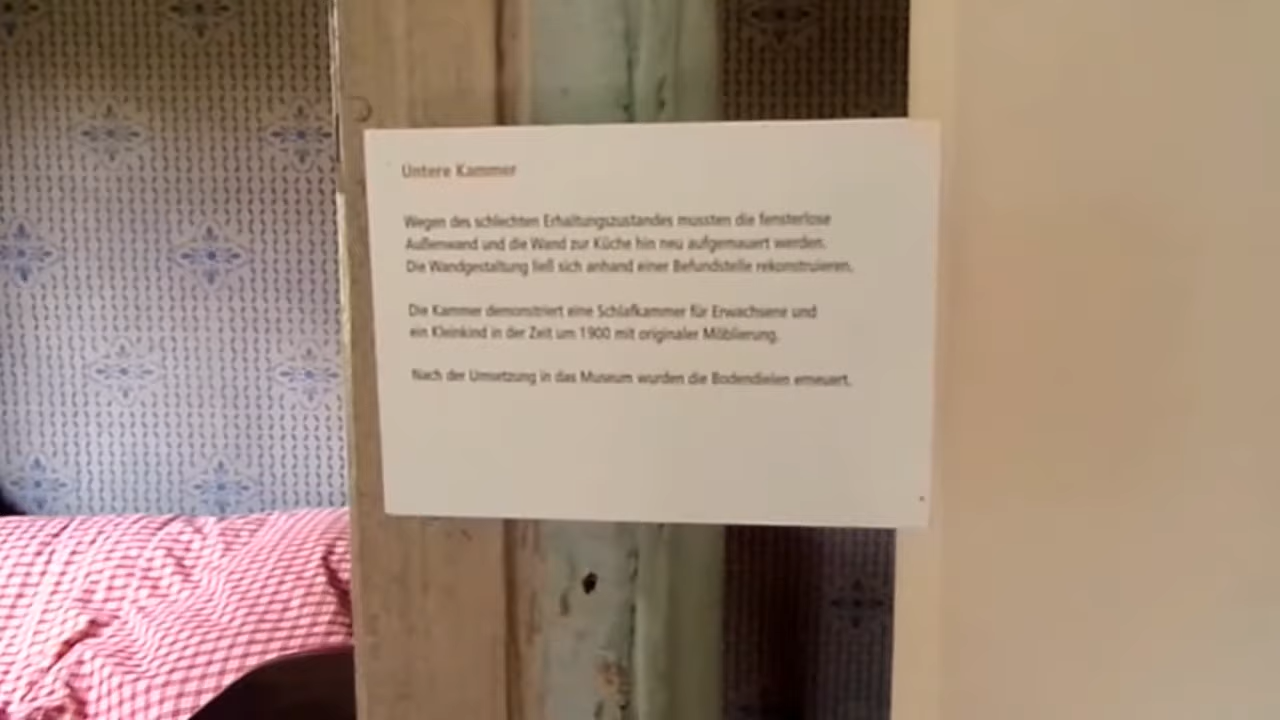 Untere Kammer
Wegen des schlechten Erhaltungszustandes mussten die fensterlose
Außenwand und die Wand zur Küche hin neu aufgemauert werden.
Die Wandgestaltung ließ sich anhand einer Befundstelle rekonstruieren.
Die Kammer demonstriert eine Schlafkammer für Erwachsene und
ein Kleinkind in der Zeit um 1900 mit originaler Möblierung.
Nach der Umsetzung in das Museum wurden die Bodendielen erneuert.